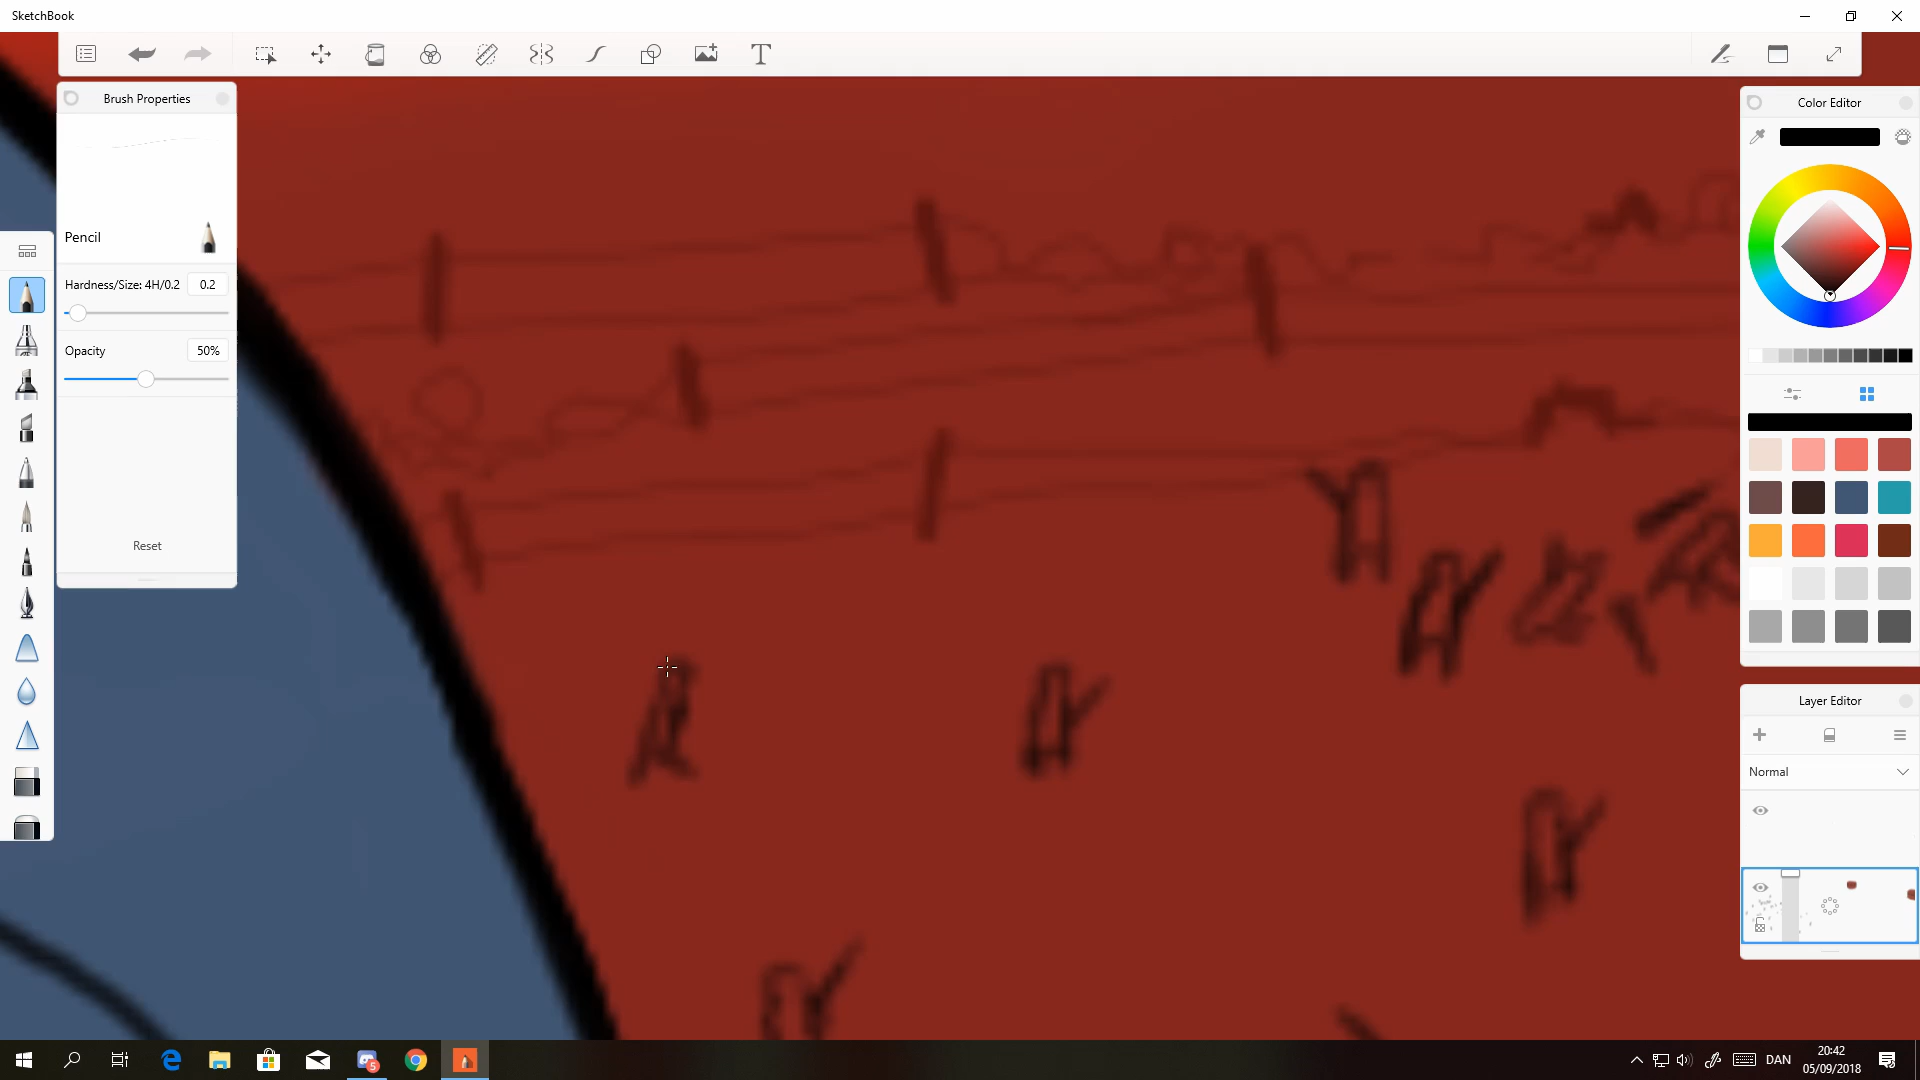 SketchBook
Brush Properties
Pencil
Hardness/Size: 4H/0.2 0.2
Opacity 50%
Reset
Color Editor
Layer Editor
Normal
5
DAN
20:42
05/09/2018